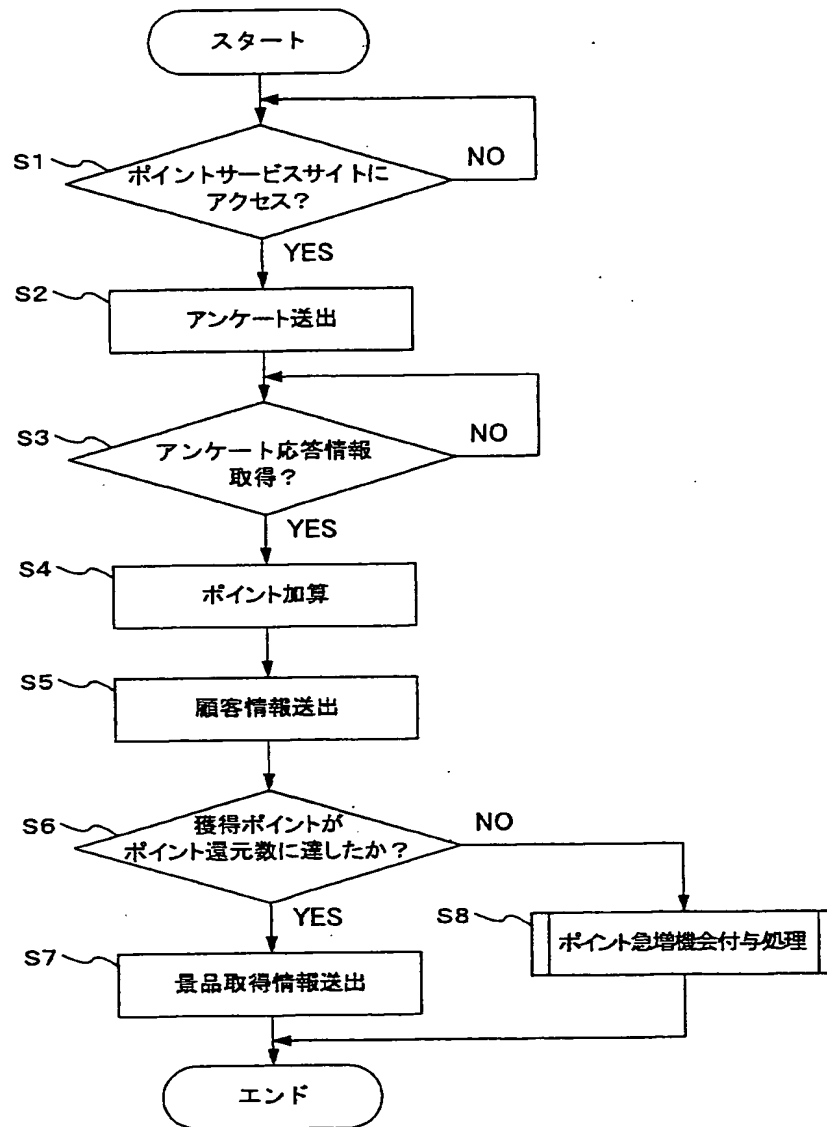 スタート
S1
ポイントサービスサイトに
アクセス?
NO
YES
S2
アンケート送出
S3
アンケート応答情報
取得?
NO
YES
S4
ポイント加算
S5
顧客情報送出
S6
獲得ポイントが
ポイント還元数に達したか?
NO
YES
S8
ポイント急増機会付与処理
S7
景品取得情報送出
エンド